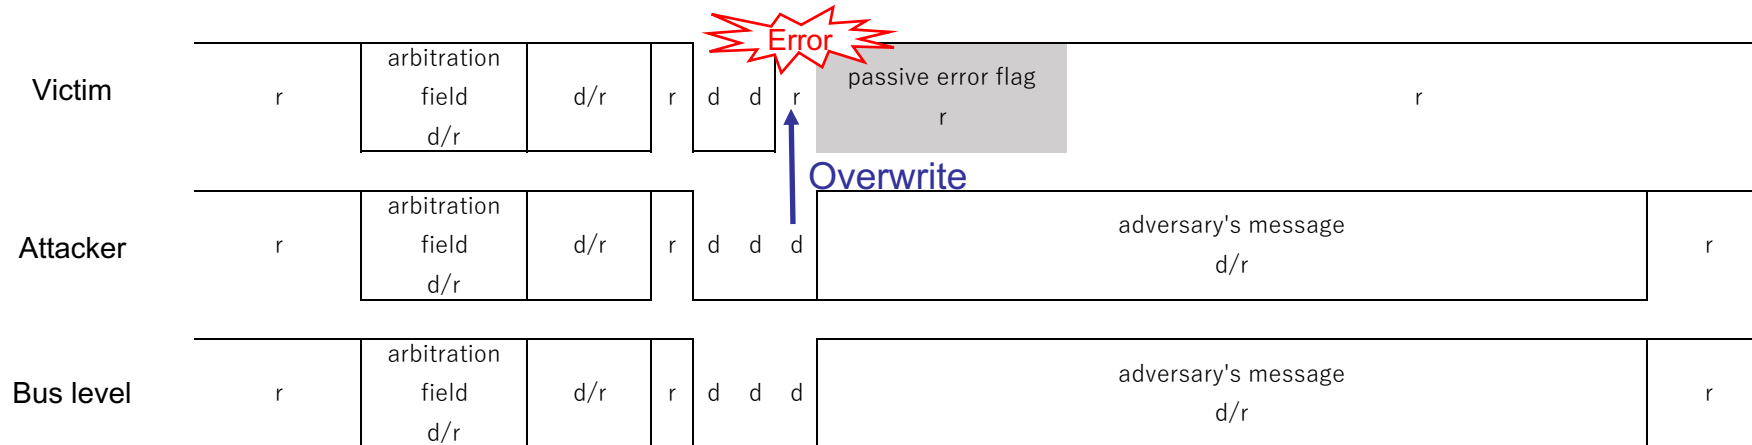 Error
Victim
r
arbitration
field
d/r
d/r
r
d
d
r
passive error flag
r
r
Overwrite
Attacker
r
arbitration
field
d/r
d/r
r
d
d
d
adversary's message
d/r
r
Bus level
r
arbitration
field
d/r
d/r
r
d
d
d
adversary's message
d/r
r